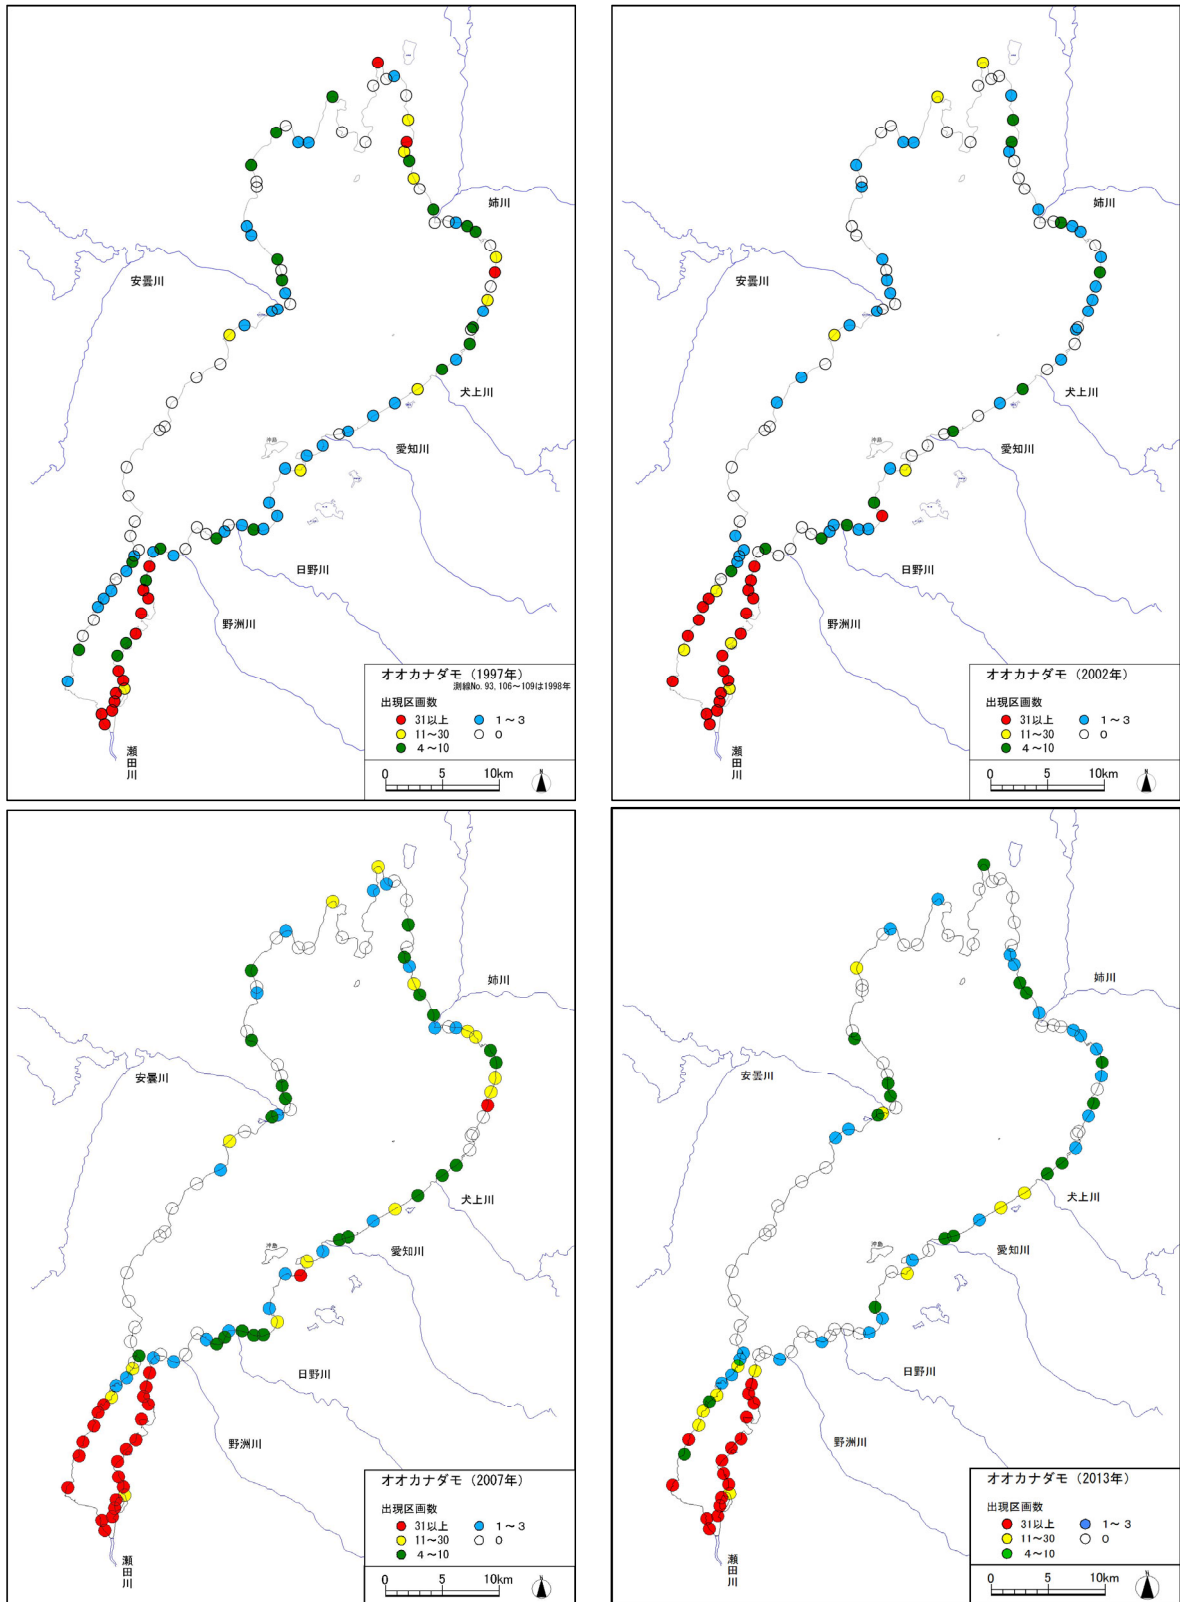 姉川
安曇川
犬上川
愛知川
沖島
日野川
野洲川
瀬田川
オオカナダモ（1997年）
測線No. 93, 106～109は1998年
出現区画数
31以上
1～3
11～30
0
4～10
0 5 10km
N
姉川
安曇川
犬上川
愛知川
沖島
日野川
野洲川
瀬田川
オオカナダモ（2002年）
出現区画数
31以上
1～3
11～30
0
4～10
0 5 10km
N
姉川
安曇川
犬上川
愛知川
沖島
日野川
野洲川
瀬田川
オオカナダモ（2007年）
出現区画数
31以上
1～3
11～30
0
4～10
0 5 10km
N
姉川
安曇川
犬上川
愛知川
沖島
日野川
野洲川
瀬田川
オオカナダモ（2013年）
出現区画数
31以上
1～3
11～30
0
4～10
0 5 10km
N